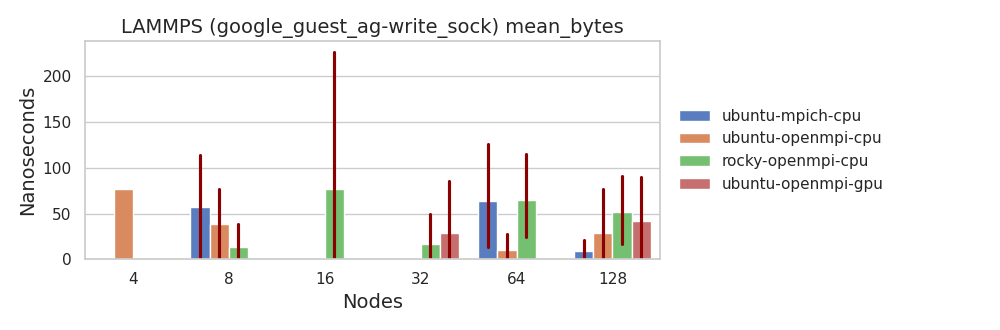 LAMMPS (google_guest_ag-write_sock) mean_bytes
Nanoseconds
200
150
100
50
0
4 8 16 32 64 128
Nodes
ubuntu-mpich-cpu
ubuntu-openmpi-cpu
rocky-openmpi-cpu
ubuntu-openmpi-gpu